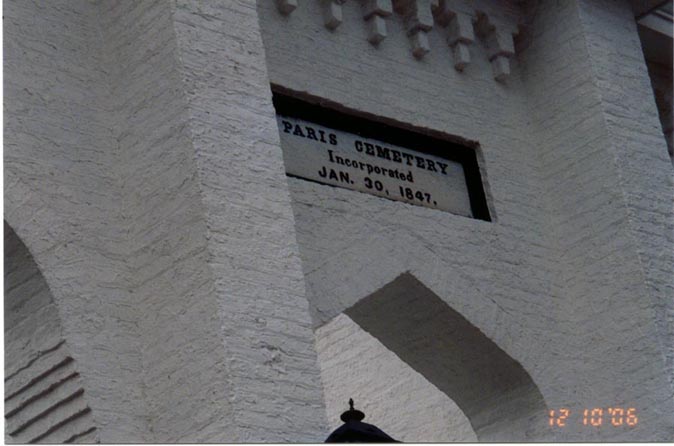 PARIS CEMETERY
Incorporated
JAN. 30, 1847.
12 10 '06